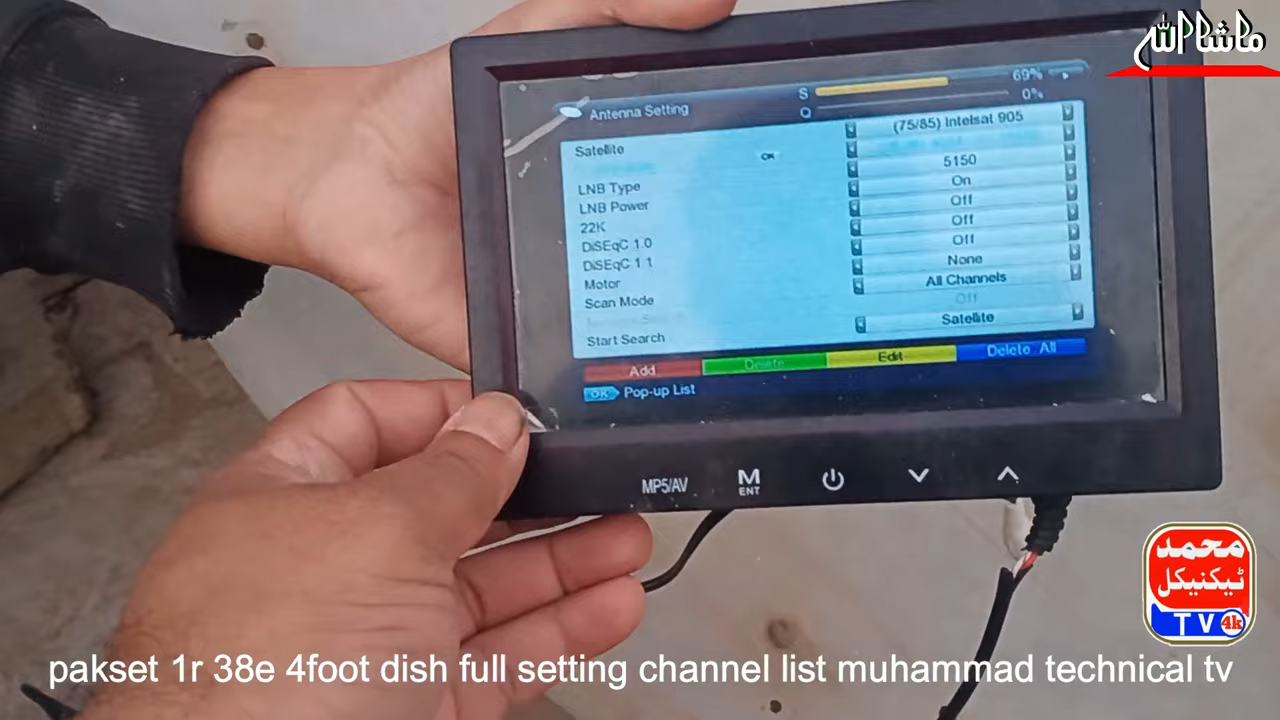 ماشاالله
Antenna Setting
S 69%
Q 0%
Satellite (75/85) Intelsat 905
OK
LNB Type 5150
LNB Power On
22K Off
DiSEqC 1.0 Off
DiSEqC 1 1 Off
Motor None
Scan Mode All Channels
Off
Start Search Satellite
Add Delete Edit Delete All
OK Pop-up List
MP5/AV M ENT
محمد
ٹیکنیکل
TV 4k
pakset 1r 38e 4foot dish full setting channel list muhammad technical tv